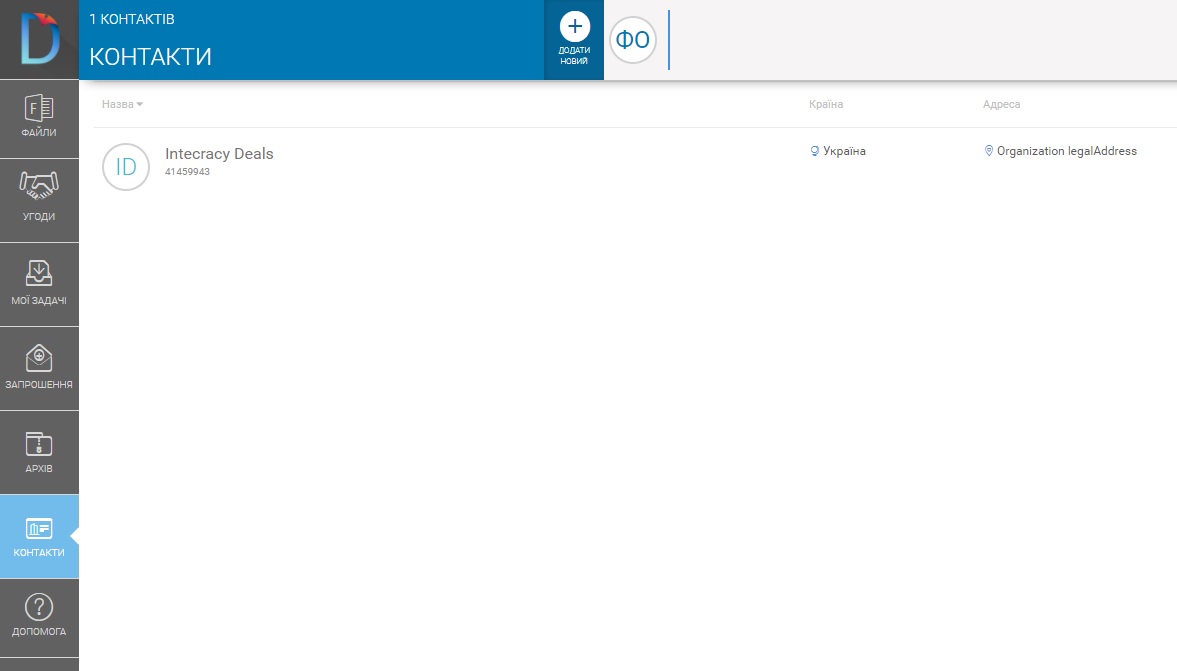 1 КОНТАКТІВ
КОНТАКТИ
ДОДАТИ
НОВИЙ
ФО
ФАЙЛИ
УГОДИ
МОЇ ЗАДАЧІ
ЗАПРОШЕННЯ
АРХІВ
КОНТАКТИ
ДОПОМОГА
Назва Країна Адреса
ID Intecracy Deals Україна Organization legalAddress
41459943